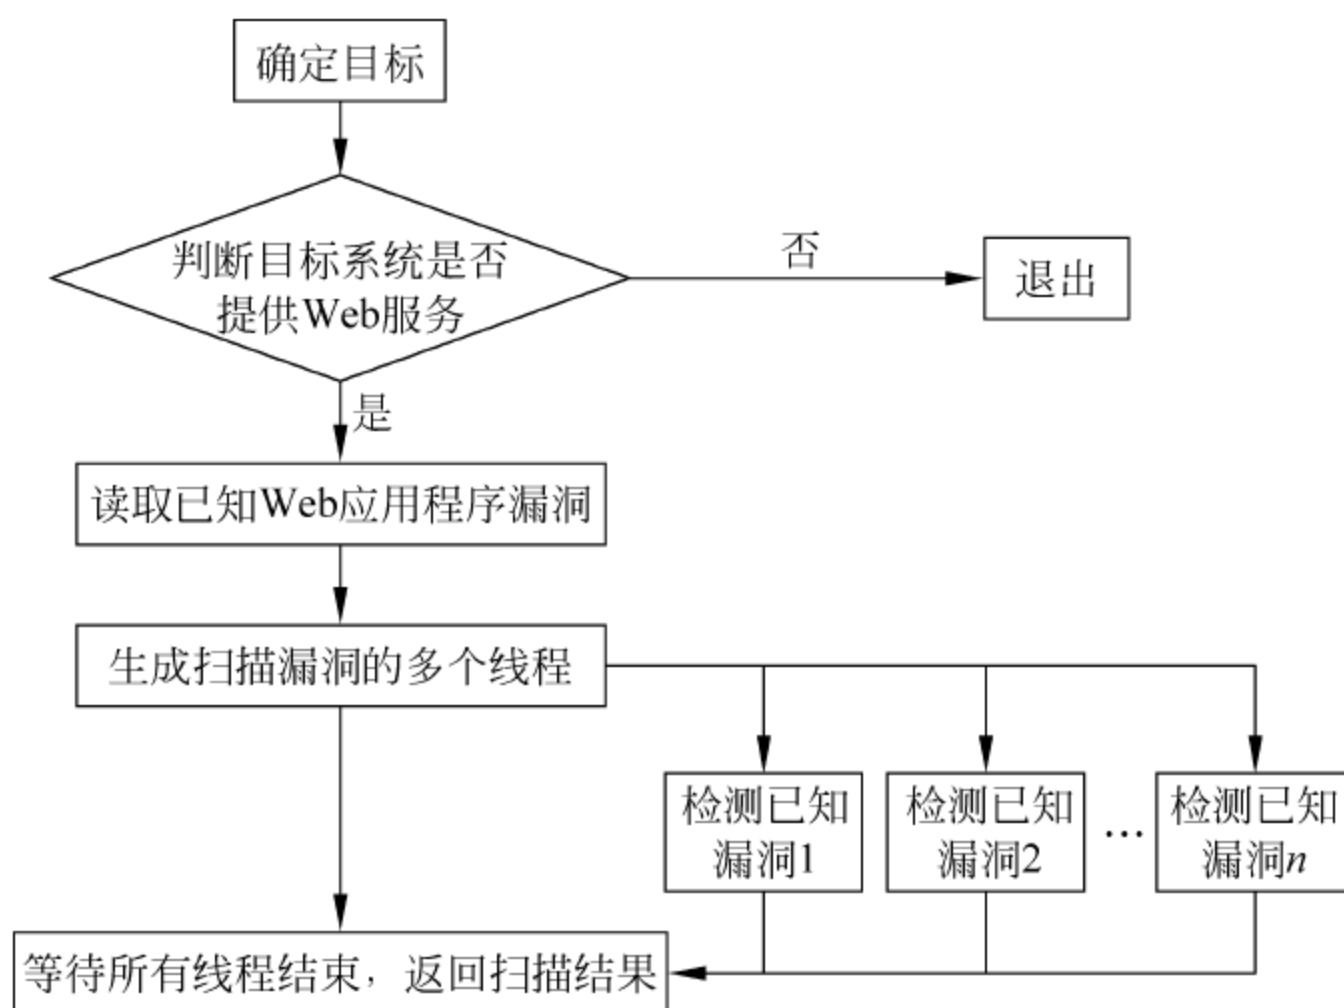 确定目标
判断目标系统是否
提供Web服务
否
退出
是
读取已知Web应用程序漏洞
生成扫描漏洞的多个线程
检测已知
漏洞1
检测已知
漏洞2
…
检测已知
漏洞n
等待所有线程结束，返回扫描结果